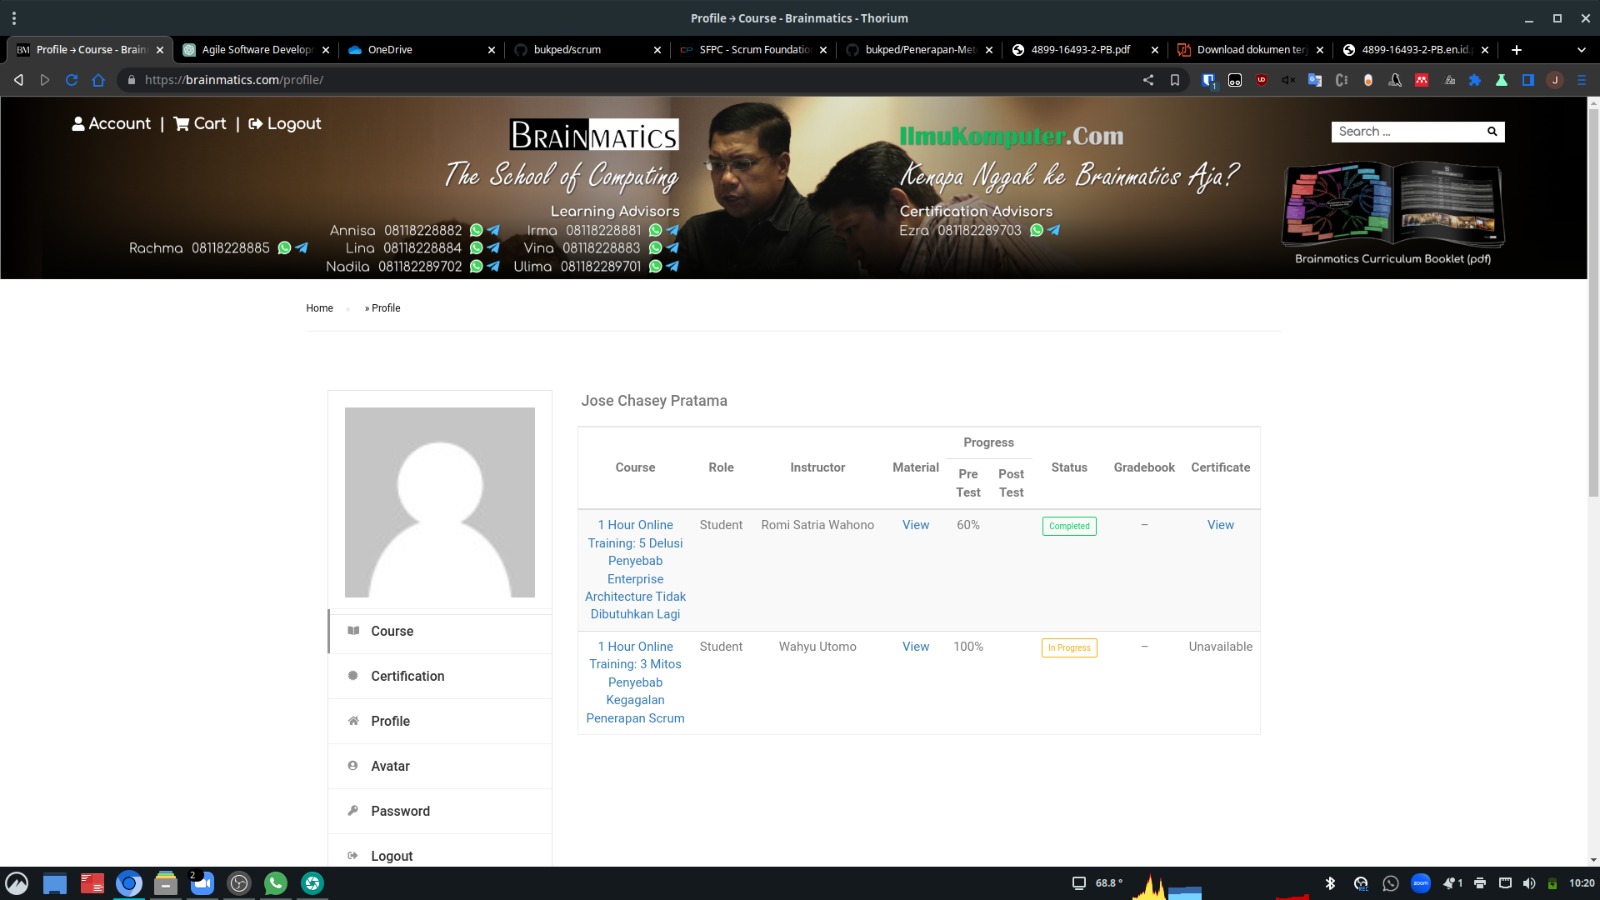 Profile → Course - Brainmatics - Thorium
Profile → Course - Brain
Agile Software Develop
OneDrive
bukped/scrum
SFPC - Scrum Foundatio
bukped/Penerapan-Met
4899-16493-2-PB.pdf
Download dokumen ter
4899-16493-2-PB.en.id.
https://brainmatics.com/profile/
Account | Cart | Logout
BRAINMATICS
The School of Computing
IlmuKomputer.Com
Kenapa Nggak ke Brainmatics Aja?
Search ...
Learning Advisors
Annisa 08118228882 Irma 08118228881
Rachma 08118228885 Lina 08118228884 Vina 08118228883
Nadila 081182289702 Ulima 081182289701
Certification Advisors
Ezra 081182289703
Brainmatics Curriculum Booklet (pdf)
Home » Profile
Course
Certification
Profile
Avatar
Password
Logout
Jose Chasey Pratama
Progress
Course Role Instructor Material Pre Test Post Test Status Gradebook Certificate
1 Hour Online Student Romi Satria Wahono View 60% Completed – View
Training: 5 Delusi
Penyebab
Enterprise
Architecture Tidak
Dibutuhkan Lagi
1 Hour Online Student Wahyu Utomo View 100% In Progress – Unavailable
Training: 3 Mitos
Penyebab
Kegagalan
Penerapan Scrum
2
68.8 °
zoom
1
10:20